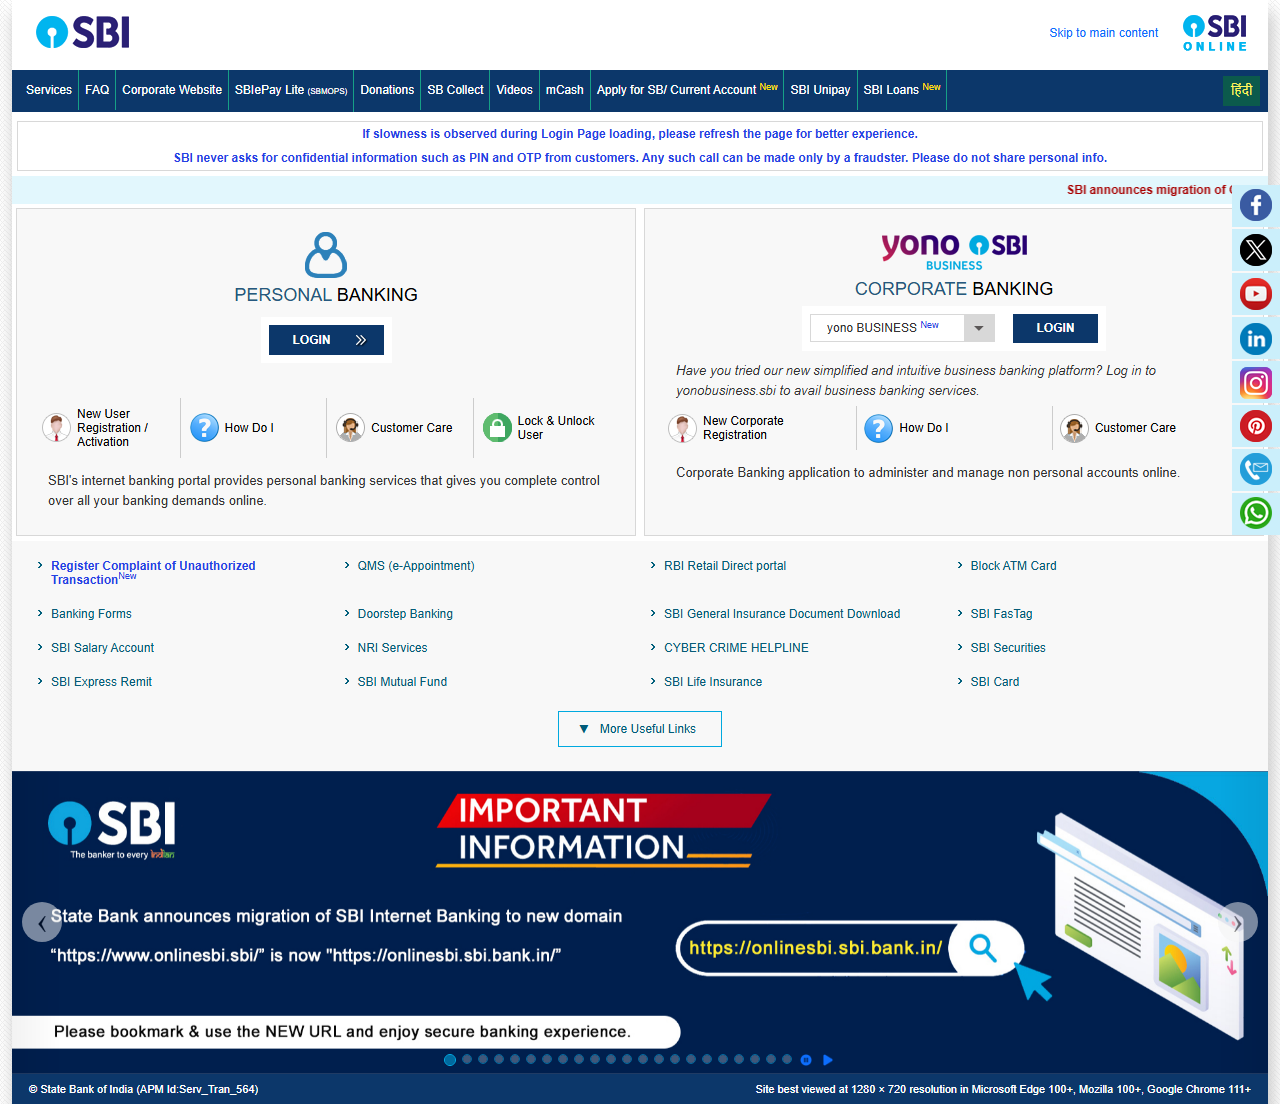 SBI
Skip to main content
SBI
ONLINE
Services
FAQ
Corporate Website
SBIePay Lite (SBMOPS)
Donations
SB Collect
Videos
mCash
Apply for SB/ Current Account New
SBI Unipay
SBI Loans New
हिंदी
If slowness is observed during Login Page loading, please refresh the page for better experience.
SBI never asks for confidential information such as PIN and OTP from customers. Any such call can be made only by a fraudster. Please do not share personal info.
SBI announces migration of
PERSONAL BANKING
LOGIN
New User
Registration /
Activation
How Do I
Customer Care
Lock & Unlock
User
SBI's internet banking portal provides personal banking services that gives you complete control
over all your banking demands online.
yono SBI
BUSINESS
CORPORATE BANKING
yono BUSINESS New
LOGIN
Have you tried our new simplified and intuitive business banking platform? Log in to
yonobusiness.sbi to avail business banking services.
New Corporate
Registration
How Do I
Customer Care
Corporate Banking application to administer and manage non personal accounts online.
Register Complaint of Unauthorized
TransactionNew
QMS (e-Appointment)
RBI Retail Direct portal
Block ATM Card
Banking Forms
Doorstep Banking
SBI General Insurance Document Download
SBI FasTag
SBI Salary Account
NRI Services
CYBER CRIME HELPLINE
SBI Securities
SBI Express Remit
SBI Mutual Fund
SBI Life Insurance
SBI Card
▼ More Useful Links
SBI
The banker to every indian
IMPORTANT
INFORMATION
State Bank announces migration of SBI Internet Banking to new domain
“https://www.onlinesbi.sbi/” is now "https://onlinesbi.sbi.bank.in/”
https://onlinesbi.sbi.bank.in/
Please bookmark & use the NEW URL and enjoy secure banking experience.
© State Bank of India (APM Id:Serv_Tran_564)
Site best viewed at 1280 × 720 resolution in Microsoft Edge 100+, Mozilla 100+, Google Chrome 111+